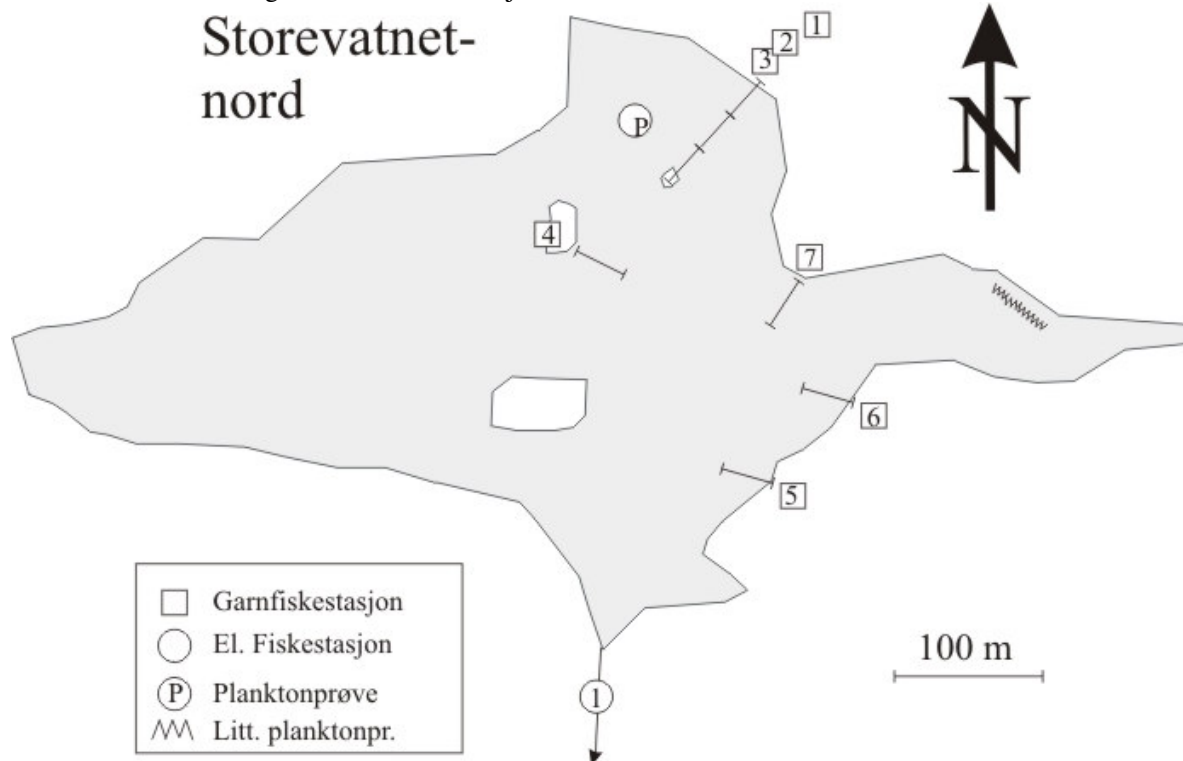 Storevatnet-
nord
1
2
3
P
N
4
7
6
5
Garnfiskestasjon
El. Fiskestasjon
P Planktonprøve
Litt. planktonpr.
100 m
1